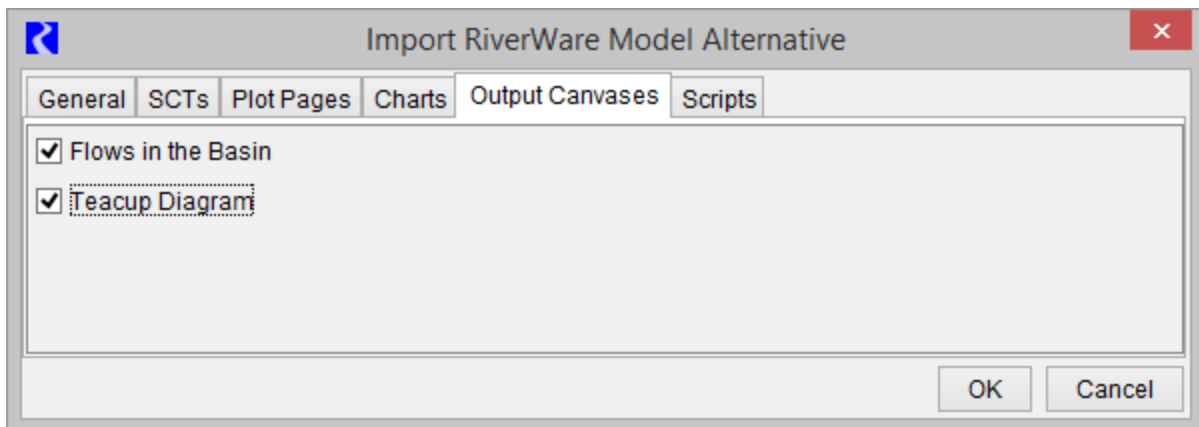 Import RiverWare Model Alternative
General SCTs Plot Pages Charts Output Canvases Scripts
Flows in the Basin
Teacup Diagram
OK Cancel